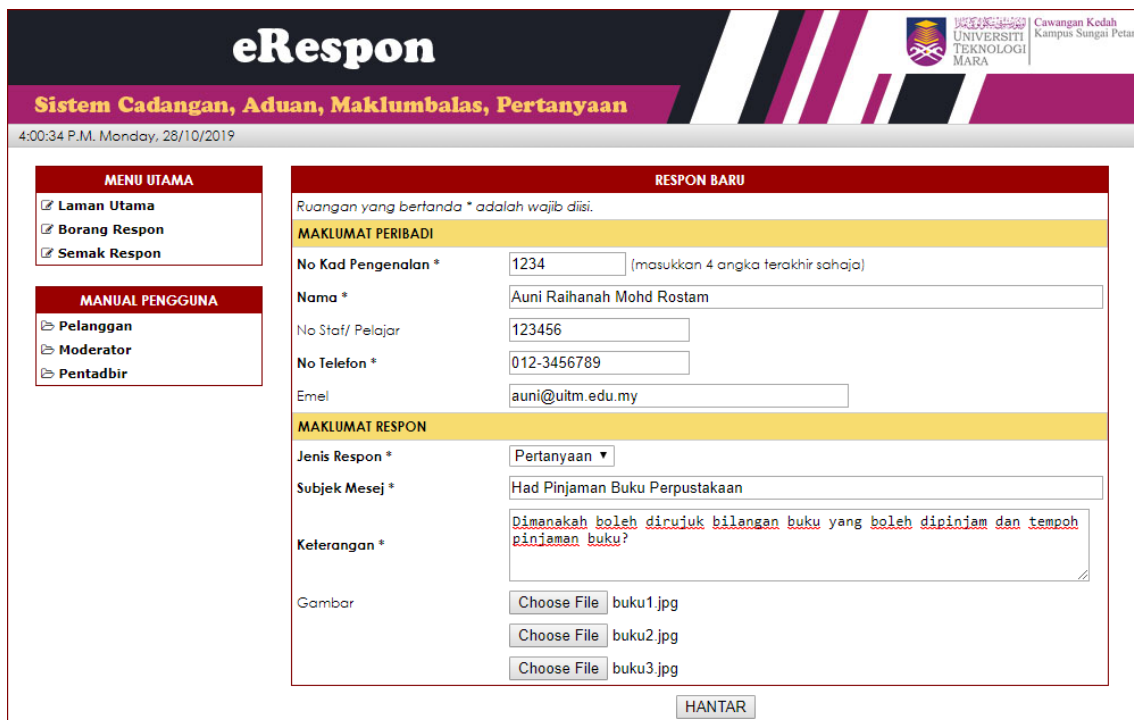 eRespon
UNIVERSITI
TEKNOLOGI
MARA
Cawangan Kedah
Kampus Sungai Petan
Sistem Cadangan, Aduan, Maklumbalas, Pertanyaan
4:00:34 P.M. Monday, 28/10/2019
MENU UTAMA
Laman Utama
Borang Respon
Semak Respon
MANUAL PENGGUNA
Pelanggan
Moderator
Pentadbir
RESPON BARU
Ruangan yang bertanda * adalah wajib diisi.
MAKLUMAT PERIBADI
No Kad Pengenalan * 1234 (masukkan 4 angka terakhir sahaja)
Nama * Auni Raihanah Mohd Rostam
No Staf/ Pelajar 123456
No Telefon * 012-3456789
Emel auni@uitm.edu.my
MAKLUMAT RESPON
Jenis Respon * Pertanyaan
Subjek Mesej * Had Pinjaman Buku Perpustakaan
Keterangan * Dimanakah boleh dirujuk bilangan buku yang boleh dipinjam dan tempoh
pinjaman buku?
Gambar Choose File buku1.jpg
Choose File buku2.jpg
Choose File buku3.jpg
HANTAR